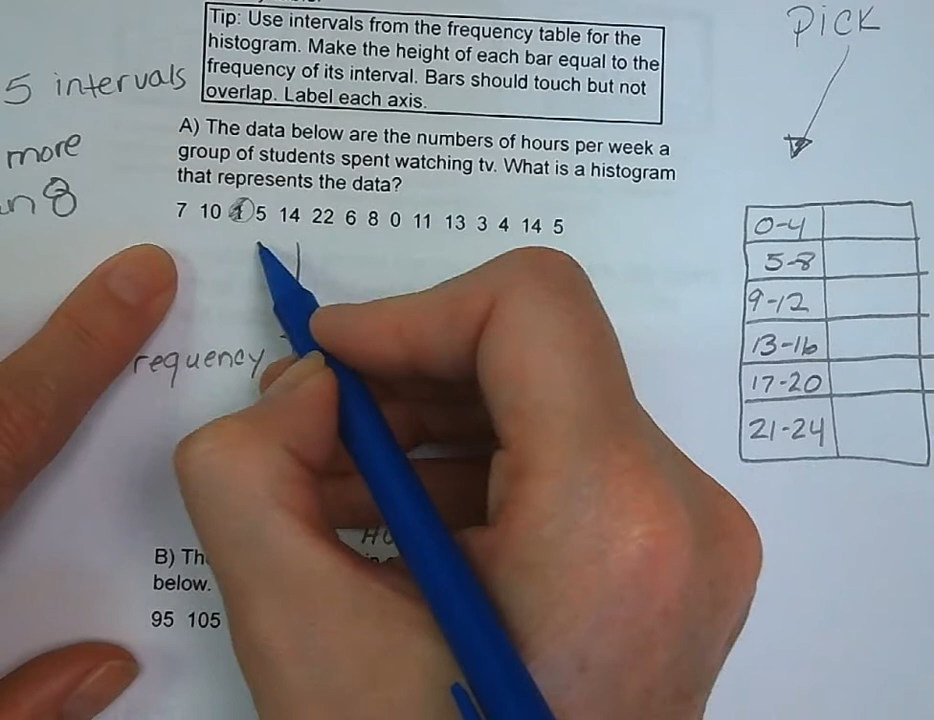 PICK
Tip: Use intervals from the frequency table for the
histogram. Make the height of each bar equal to the
frequency of its interval. Bars should touch but not
overlap. Label each axis.
5 intervals
more
8
A) The data below are the numbers of hours per week a
group of students spent watching tv. What is a histogram
that represents the data?
7 10 1 5 14 22 6 8 0 11 13 3 4 14 5
0-4
5-8
9-12
13-16
17-20
21-24
requency
B) Th
below.
95 105